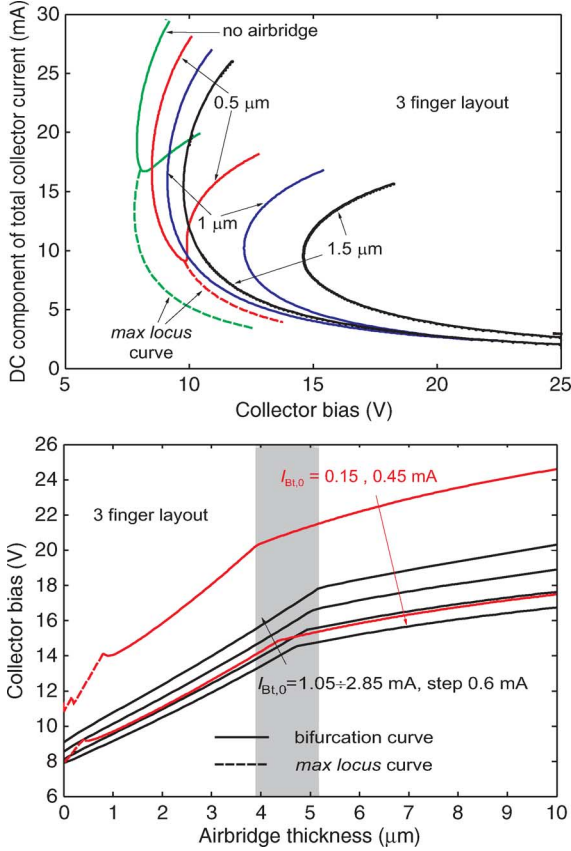 DC component of total collector current (mA)
30
25
20
15
10
5
0
no airbridge
0.5 μm
3 finger layout
1 μm
1.5 μm
max locus
curve
5
10
15
20
25
Collector bias (V)
Collector bias (V)
26
24
22
20
18
16
14
12
10
8
6
3 finger layout
IBt,0 = 0.15 , 0.45 mA
IBt,0=1.05÷2.85 mA, step 0.6 mA
bifurcation curve
max locus curve
0
1
2
3
4
5
6
7
8
9
10
Airbridge thickness (μm)